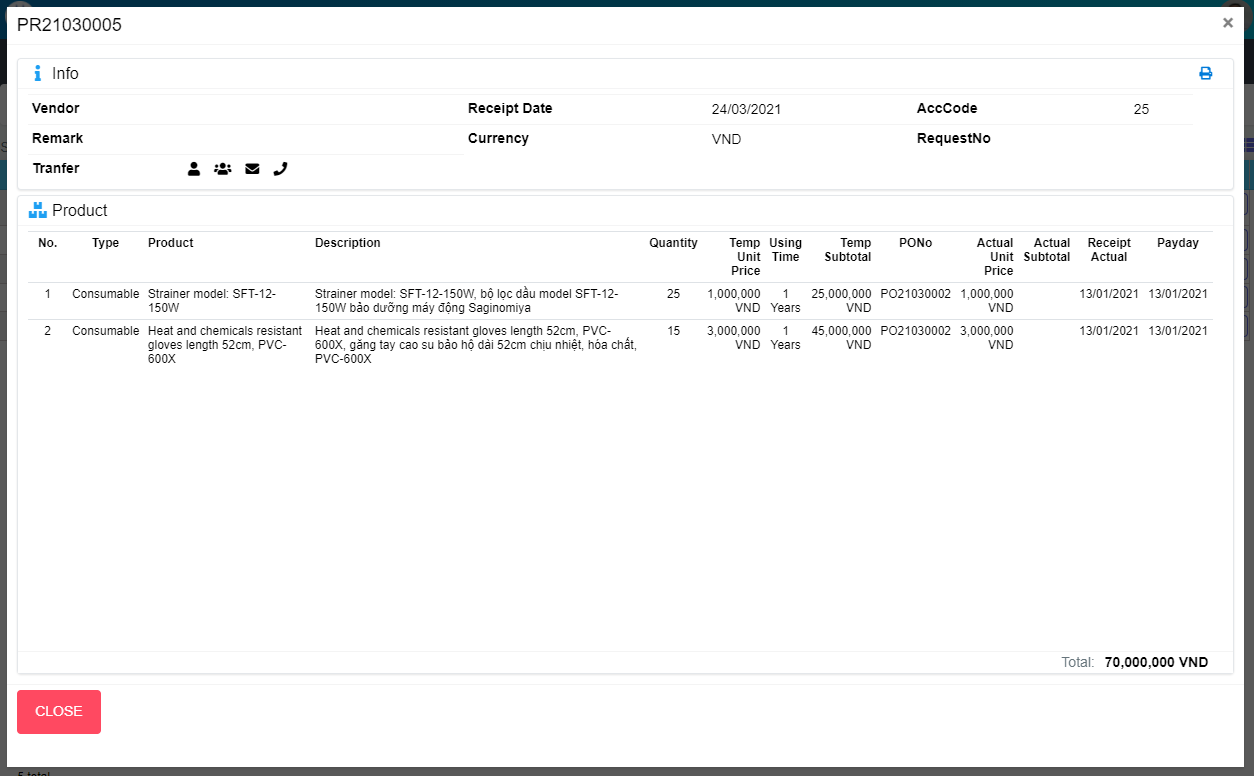 PR21030005
×
Info
Vendor
Receipt Date 24/03/2021
AccCode 25
Remark
Currency VND
RequestNo
Tranfer
Product
No. Type Product Description Quantity Temp Unit Price Using Time Temp Subtotal PONo Actual Unit Price Actual Subtotal Receipt Actual Payday
1 Consumable Strainer model: SFT-12- Strainer model: SFT-12-150W, bộ lọc dầu model SFT-12- 25 1,000,000 1 25,000,000 PO21030002 1,000,000 13/01/2021 13/01/2021
150W 150W bảo dưỡng máy động Saginomiya VND Years VND VND
2 Consumable Heat and chemicals resistant Heat and chemicals resistant gloves length 52cm, PVC- 15 3,000,000 1 45,000,000 PO21030002 3,000,000 13/01/2021 13/01/2021
gloves length 52cm, PVC- 600X, găng tay cao su bảo hộ dài 52cm chịu nhiệt, hóa chất, VND Years VND VND
600X PVC-600X
Total: 70,000,000 VND
CLOSE
5 total